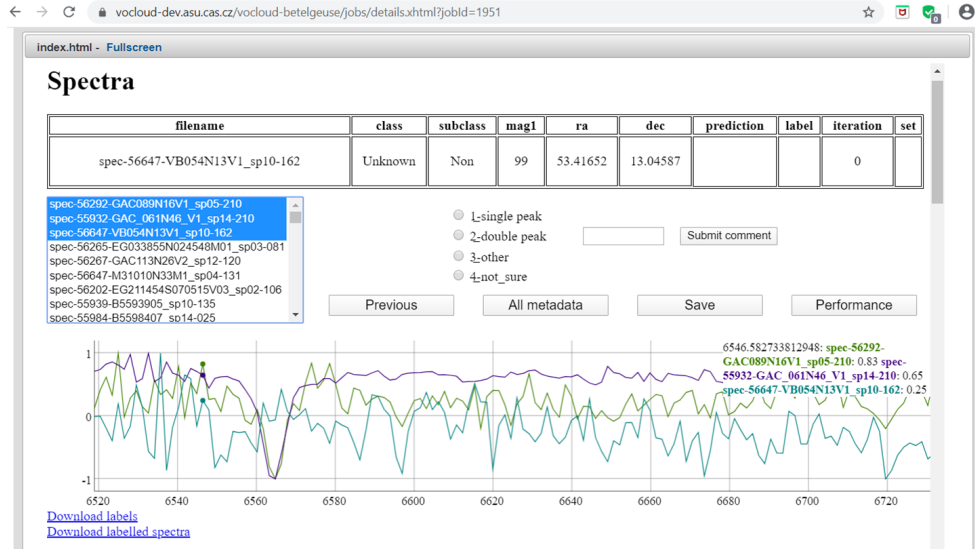 vocloud-dev.asu.cas.cz/vocloud-betelgeuse/jobs/details.xhtml?jobId=1951
0
index.html - Fullscreen
Spectra
filename class subclass mag1 ra dec prediction label iteration set
spec-56647-VB054N13V1_sp10-162 Unknown Non 99 53.41652 13.04587 0
spec-56292-GAC089N16V1_sp05-210
spec-55932-GAC_061N46_V1_sp14-210
spec-56647-VB054N13V1_sp10-162
spec-56265-EG033855N024548M01_sp03-081
spec-56267-GAC113N26V2_sp12-120
spec-56647-M31010N33M1_sp04-131
spec-56202-EG211454S070515V03_sp02-106
spec-55939-B5593905_sp10-135
spec-55984-B5598407_sp14-025
1-single peak
2-double peak
3-other
4-not_sure
Submit comment
Previous All metadata Save Performance
6546.582733812948: spec-56292-
GAC089N16V1_sp05-210: 0.83 spec-
55932-GAC_061N46_V1_sp14-210: 0.65
spec-56647-VB054N13V1_sp10-162: 0.25
1
0
-1
6520 6540 6560 6580 6600 6620 6640 6660 6680 6700 6720
Download labels
Download labelled spectra